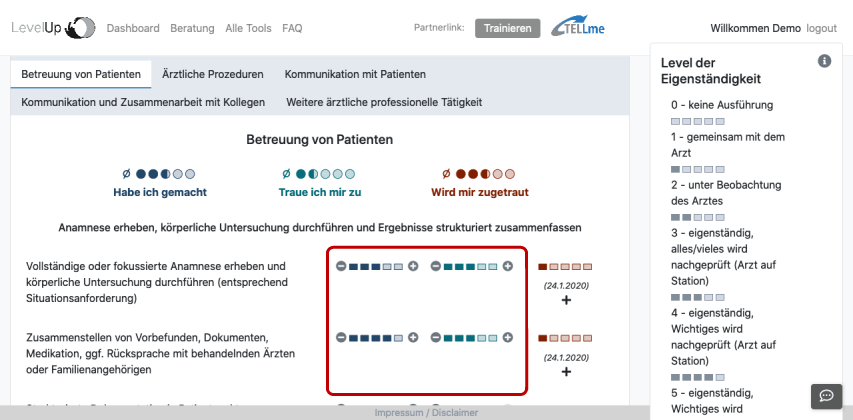 LevelUp Dashboard Beratung Alle Tools FAQ Partnerlink: Trainieren TELLme Willkommen Demo logout
Betreuung von Patienten Ärztliche Prozeduren Kommunikation mit Patienten
Kommunikation und Zusammenarbeit mit Kollegen Weitere ärztliche professionelle Tätigkeit
Betreuung von Patienten
Ø Ø Ø
Habe ich gemacht Traue ich mir zu Wird mir zugetraut
Anamnese erheben, körperliche Untersuchung durchführen und Ergebnisse strukturiert zusammenfassen
Vollständige oder fokussierte Anamnese erheben und
körperliche Untersuchung durchführen (entsprechend
Situationsanforderung)
(24.1.2020)
+
Zusammenstellen von Vorbefunden, Dokumenten,
Medikation, ggf. Rücksprache mit behandelnden Ärzten
oder Familienangehörigen
(24.1.2020)
+
Level der
Eigenständigkeit
0 - keine Ausführung
1 - gemeinsam mit dem
Arzt
2 - unter Beobachtung
des Arztes
3 - eigenständig,
alles/vieles wird
nachgeprüft (Arzt auf
Station)
4 - eigenständig,
Wichtiges wird
nachgeprüft (Arzt auf
Station)
5 - eigenständig,
Wichtiges wird
Impressum / Disclaimer